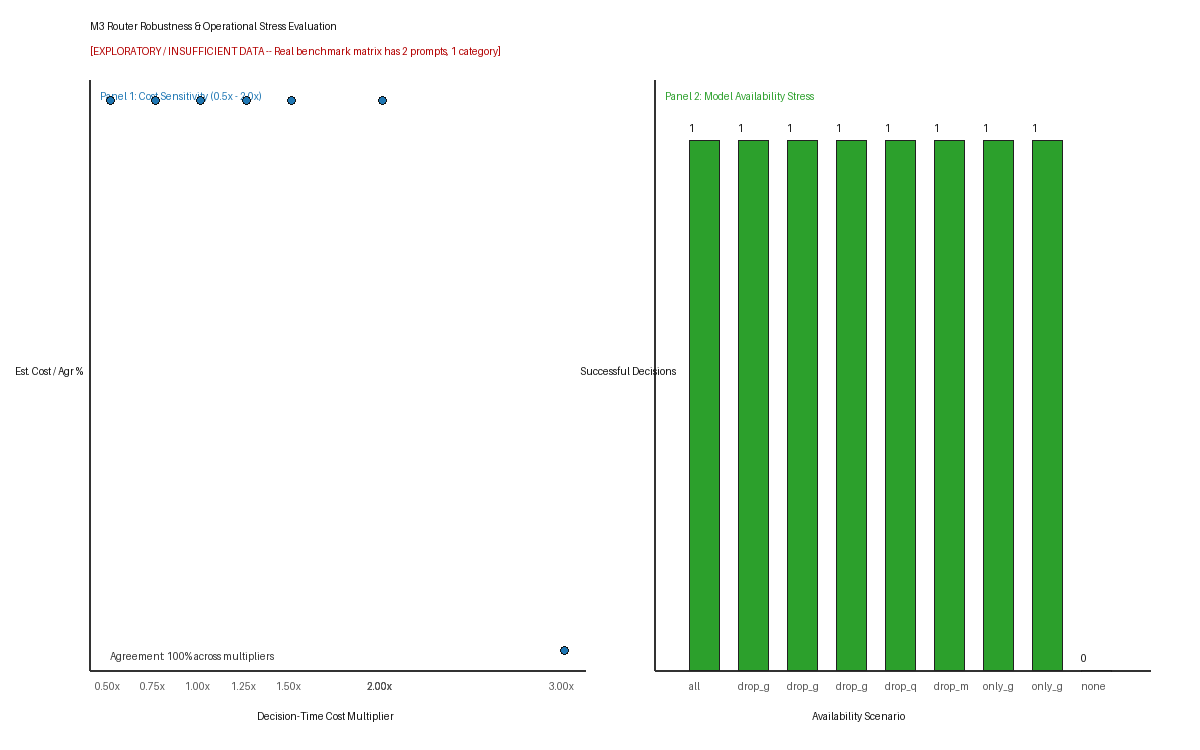 M3 Router Robustness & Operational Stress Evaluation
[EXPLORATORY / INSUFFICIENT DATA -- Real benchmark matrix has 2 prompts, 1 category]
Panel 1: Cost Sensitivity (0.5x - 2.0x)
Est. Cost / Agr %
Agreement: 100% across multipliers
0.50x 0.75x 1.00x 1.25x 1.50x 2.00x 3.00x
Decision-Time Cost Multiplier
Panel 2: Model Availability Stress
1 1 1 1 1 1 1 1
Successful Decisions
0
all drop_g drop_g drop_g drop_q drop_m only_g only_g none
Availability Scenario